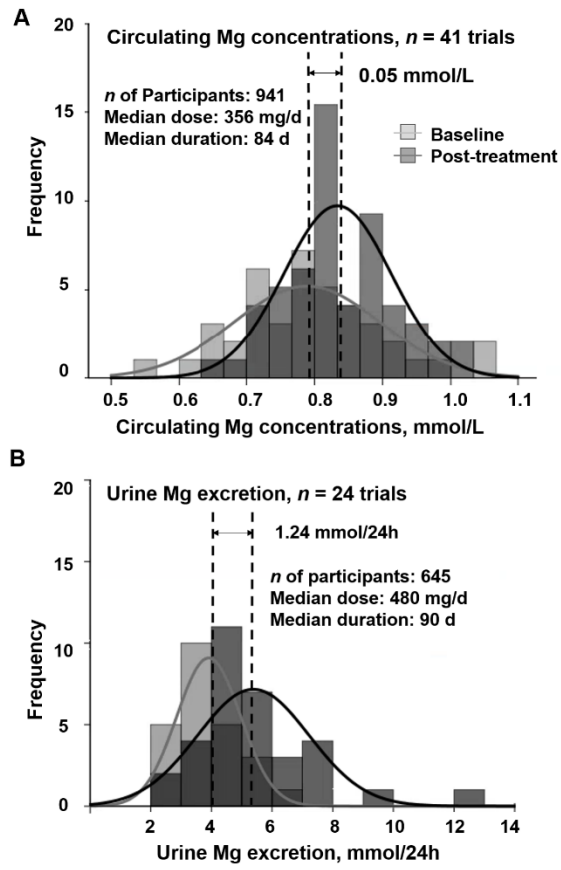 A
Circulating Mg concentrations, n = 41 trials
0.05 mmol/L
n of Participants: 941
Median dose: 356 mg/d
Median duration: 84 d
Baseline
Post-treatment
Frequency
20
15
10
5
0
0.5 0.6 0.7 0.8 0.9 1.0 1.1
Circulating Mg concentrations, mmol/L
B
Urine Mg excretion, n = 24 trials
1.24 mmol/24h
n of participants: 645
Median dose: 480 mg/d
Median duration: 90 d
Frequency
20
15
10
5
0
2 4 6 8 10 12 14
Urine Mg excretion, mmol/24h